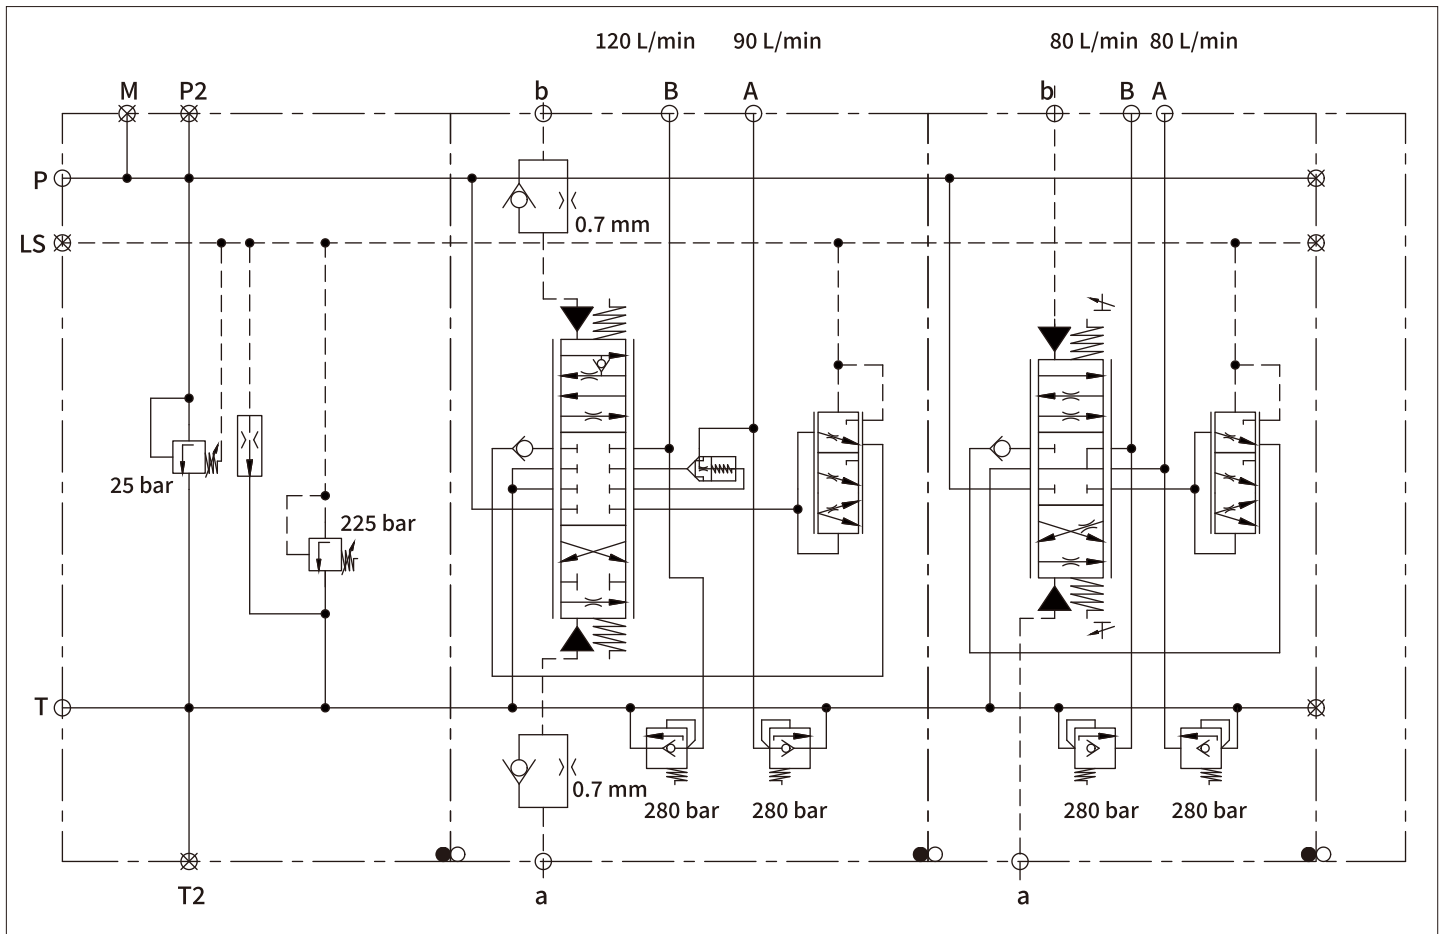 120 L/min 90 L/min 80 L/min 80 L/min
M P2 b B A b B A
P
0.7 mm
LS
25 bar
225 bar
T
0.7 mm
280 bar 280 bar 280 bar 280 bar
T2 a a